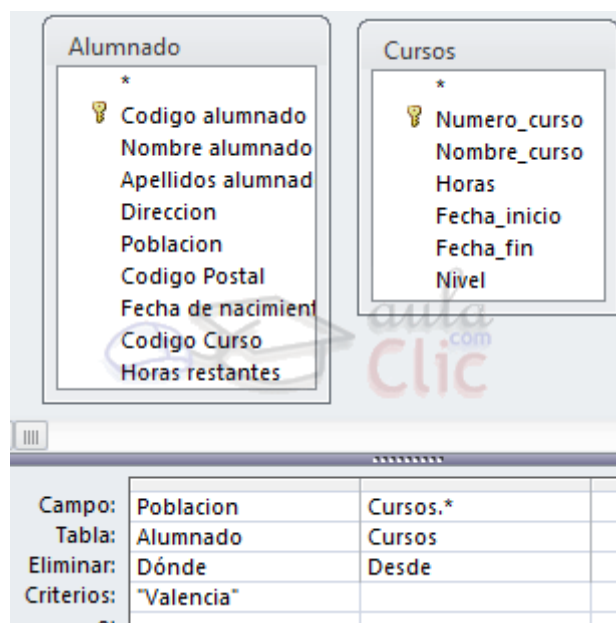 Alumnado
*
Codigo alumnado
Nombre alumnado
Apellidos alumnad
Direccion
Poblacion
Codigo Postal
Fecha de nacimient
Codigo Curso
Horas restantes
Cursos
*
Numero_curso
Nombre_curso
Horas
Fecha_inicio
Fecha_fin
Nivel
aula
.com
Clic
Campo: Poblacion Cursos.*
Tabla: Alumnado Cursos
Eliminar: Dónde Desde
Criterios: "Valencia"